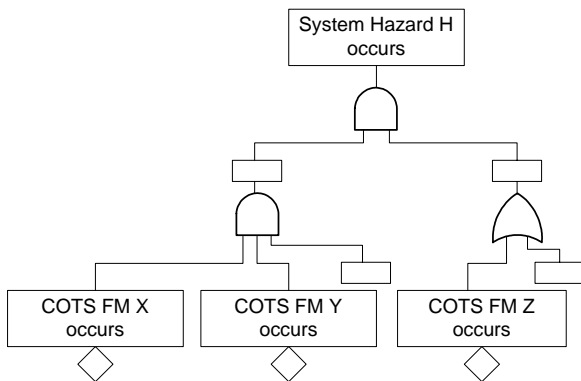 System Hazard H
occurs
COTS FM X
occurs
COTS FM Y
occurs
COTS FM Z
occurs